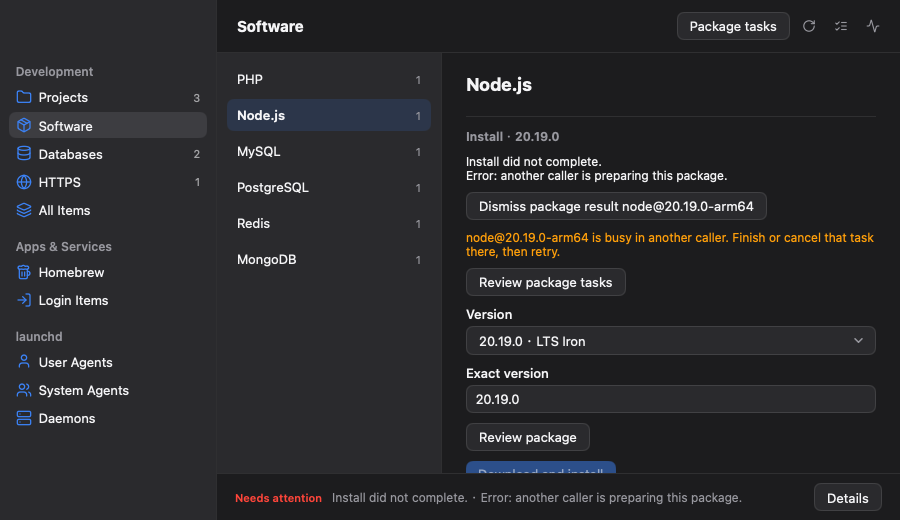 Software
Package tasks
Development
Projects 3
Software
Databases 2
HTTPS 1
All Items
Apps & Services
Homebrew
Login Items
launchd
User Agents
System Agents
Daemons
PHP 1
Node.js 1
MySQL 1
PostgreSQL 1
Redis 1
MongoDB 1
Node.js
Install · 20.19.0
Install did not complete.
Error: another caller is preparing this package.
Dismiss package result node@20.19.0-arm64
node@20.19.0-arm64 is busy in another caller. Finish or cancel that task
there, then retry.
Review package tasks
Version
20.19.0 · LTS Iron
Exact version
20.19.0
Review package
Download and install
Needs attention Install did not complete. · Error: another caller is preparing this package.
Details